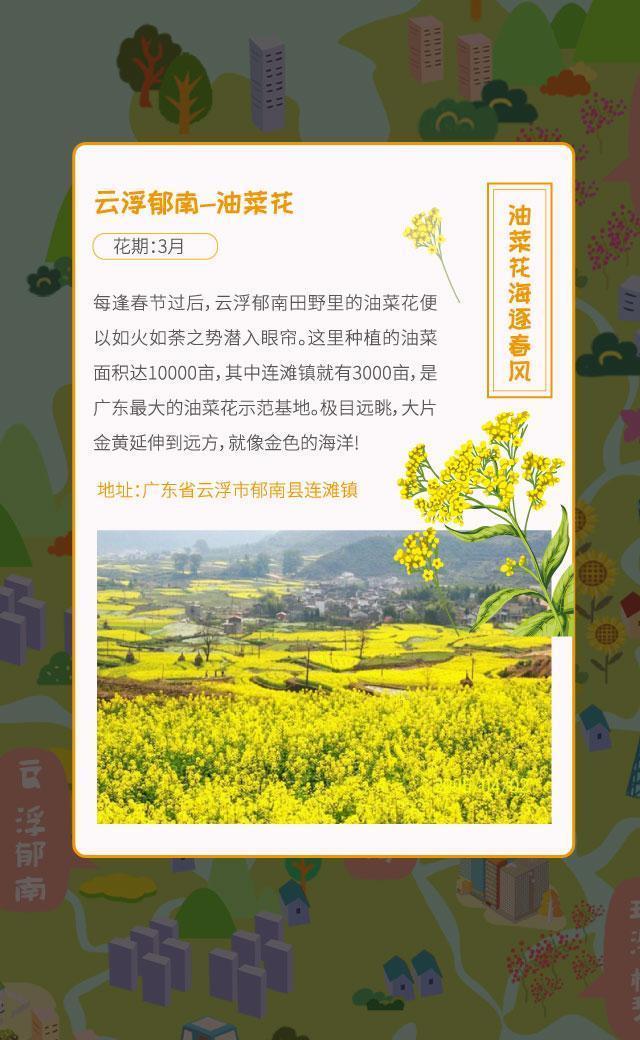 云浮郁南-油菜花
花期：3月
油菜花海逐春风
每逢春节过后，云浮郁南田野里的油菜花便
以如火如荼之势潜入眼帘。这里种植的油菜
面积达10000亩，其中连滩镇就有3000亩，是
广东最大的油菜花示范基地。极目远眺，大片
金黄延伸到远方，就像金色的海洋！
地址：广东省云浮市郁南县连滩镇
云浮郁南